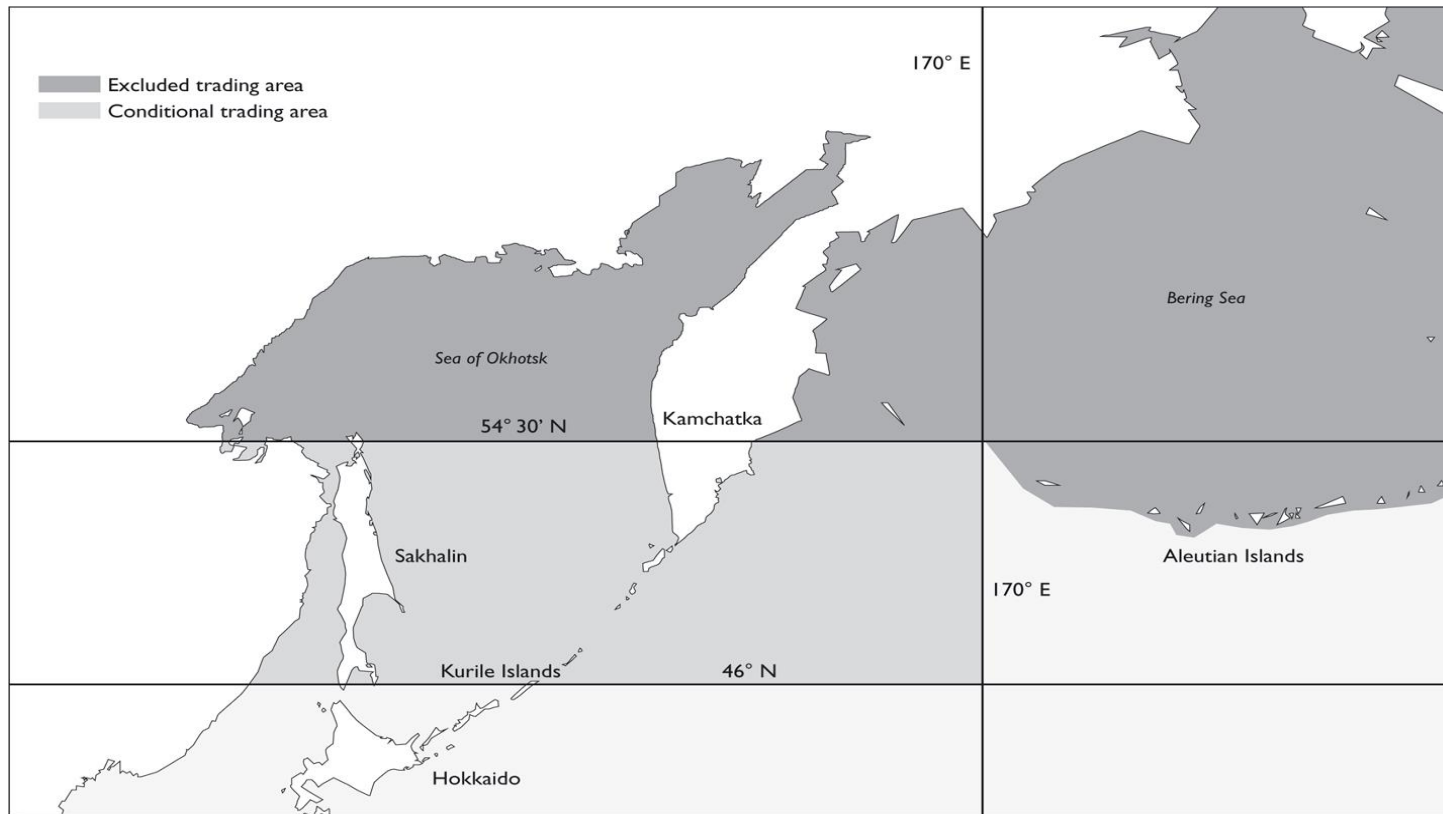 170° E
Excluded trading area
Conditional trading area
Bering Sea
Sea of Okhotsk
Kamchatka
54° 30’ N
Sakhalin
Aleutian Islands
170° E
Kurile Islands
46° N
Hokkaido